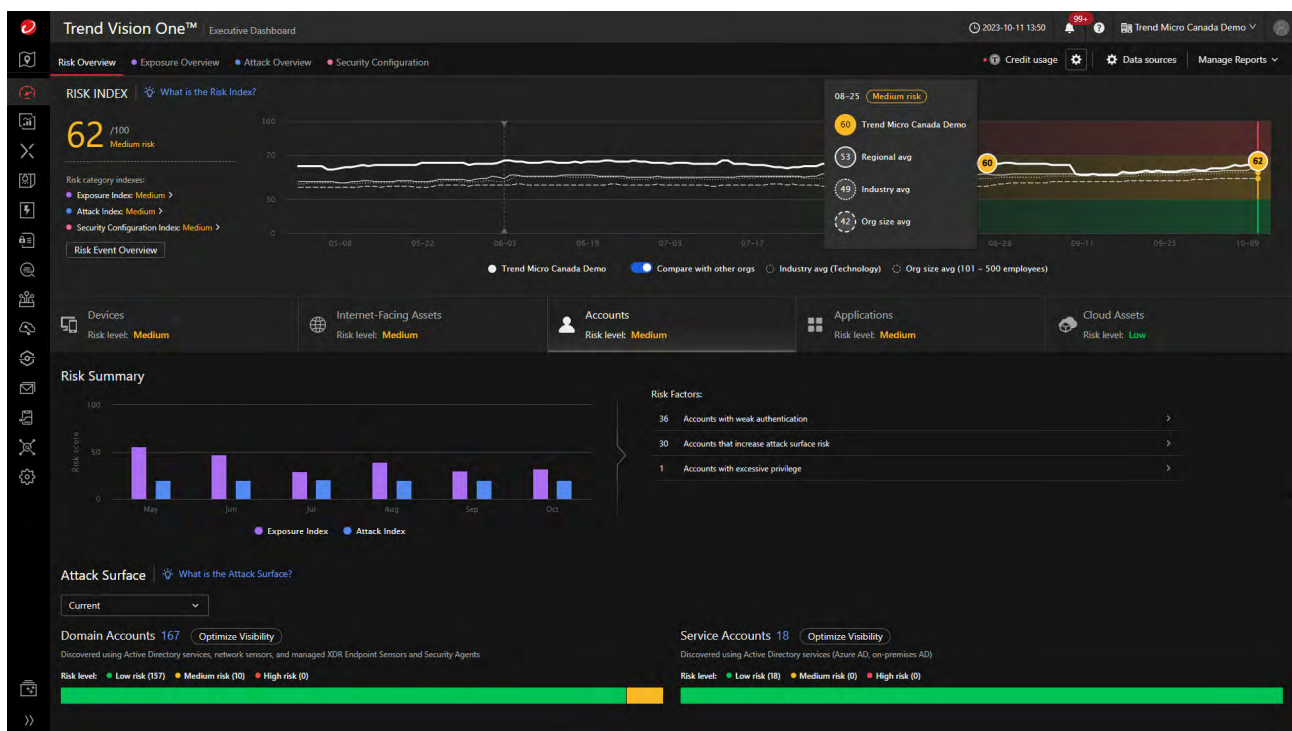 Trend Vision One™ Executive Dashboard
2023-10-11 13:50
99+
Trend Micro Canada Demo
Risk Overview
Exposure Overview
Attack Overview
Security Configuration
Credit usage
Data sources
Manage Reports
RISK INDEX
What is the Risk Index?
62 /100
Medium risk
Risk category indexes:
Exposure Index: Medium >
Attack Index: Medium >
Security Configuration Index: Medium >
Risk Event Overview
100
70
30
0
05-08
05-22
06-05
06-19
07-03
07-17
08-28
09-11
09-25
10-09
08-25 Medium risk
60 Trend Micro Canada Demo
53 Regional avg
49 Industry avg
42 Org size avg
60
62
Trend Micro Canada Demo
Compare with other orgs
Industry avg (Technology)
Org size avg (101 – 500 employees)
Devices
Risk level: Medium
Internet-Facing Assets
Risk level: Medium
Accounts
Risk level: Medium
Applications
Risk level: Medium
Cloud Assets
Risk level: Low
Risk Summary
Risk score
100
50
0
May
Jun
Jul
Aug
Sep
Oct
Exposure Index
Attack Index
Risk Factors:
36 Accounts with weak authentication >
30 Accounts that increase attack surface risk >
1 Accounts with excessive privilege >
Attack Surface
What is the Attack Surface?
Current
Domain Accounts 167 Optimize Visibility
Discovered using Active Directory services, network sensors, and managed XDR Endpoint Sensors and Security Agents
Risk level: Low risk (157) Medium risk (10) High risk (0)
Service Accounts 18 Optimize Visibility
Discovered using Active Directory services (Azure AD, on-premises AD)
Risk level: Low risk (18) Medium risk (0) High risk (0)